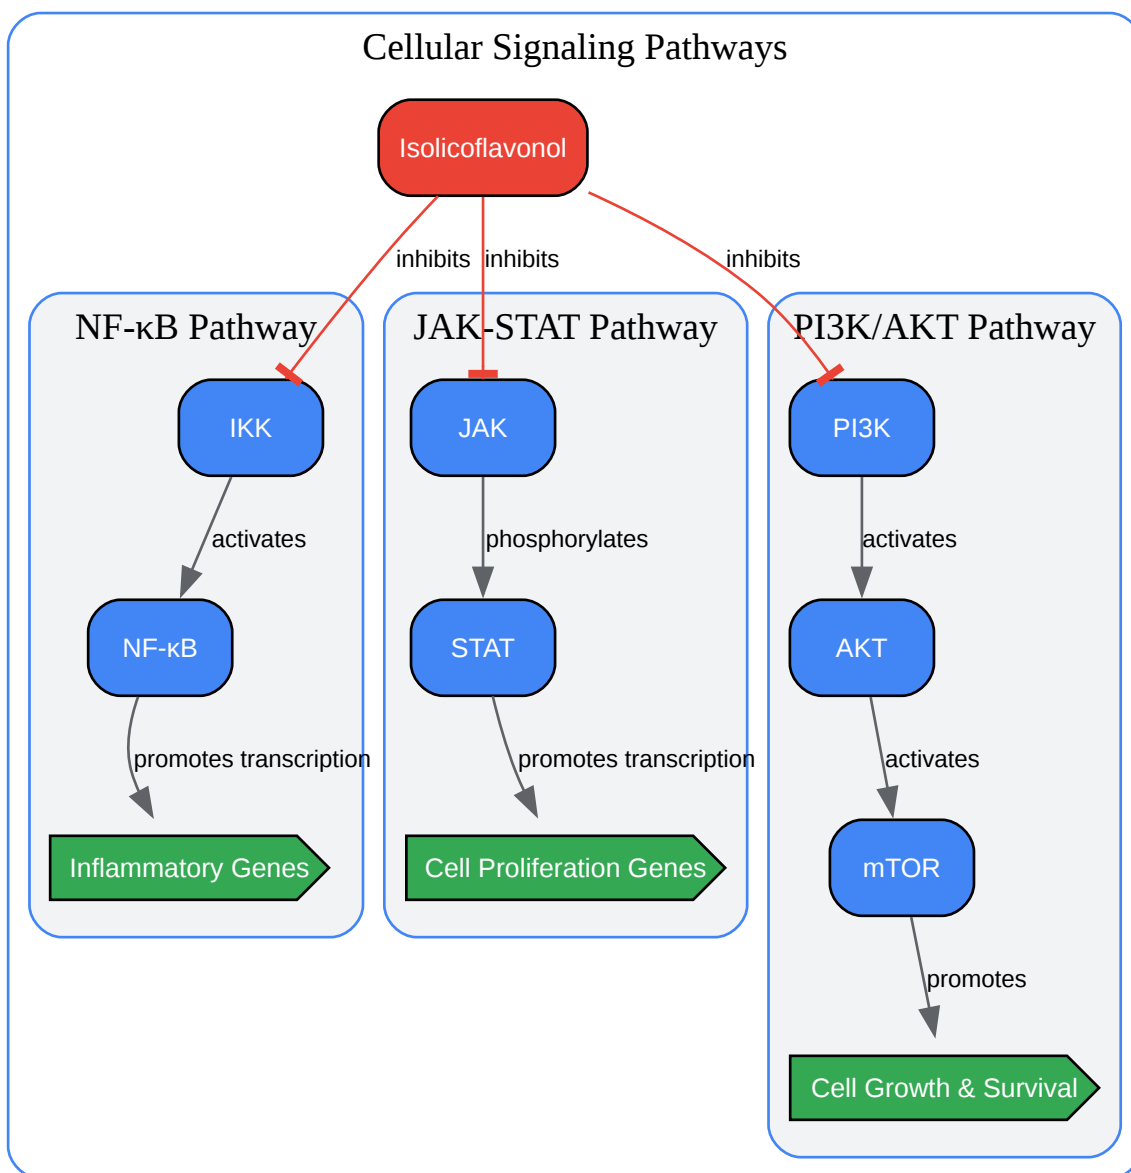 Cellular Signaling Pathways
Isolicoflavonol
inhibits
inhibits
inhibits
NF-κB Pathway
IKK
activates
NF-κB
promotes transcription
Inflammatory Genes
JAK-STAT Pathway
JAK
phosphorylates
STAT
promotes transcription
Cell Proliferation Genes
PI3K/AKT Pathway
PI3K
activates
AKT
activates
mTOR
promotes
Cell Growth & Survival